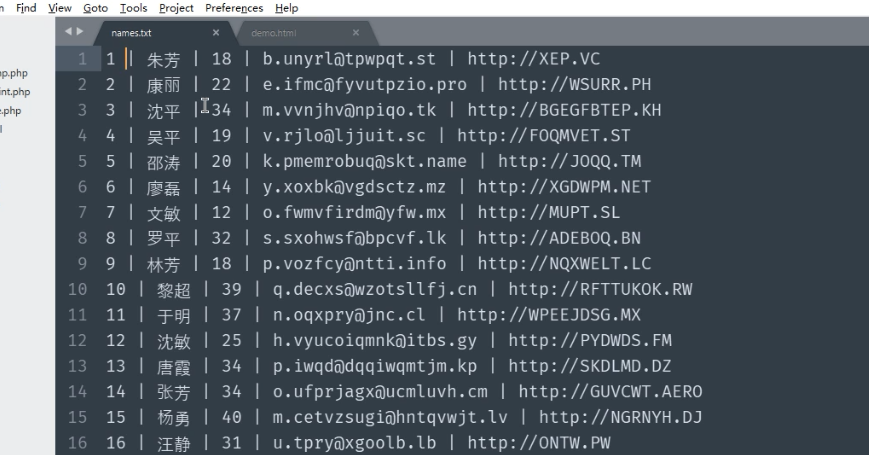 n Find View Goto Tools Project Preferences Help
names.txt × demo.html ×
np.php
int.php
e.php
l
1 1 | 朱芳 | 18 | b.unyrl@tpwpqt.st | http://XEP.VC
2 2 | 康丽 | 22 | e.ifmc@fyvutpzio.pro | http://WSURR.PH
3 3 | 沈平 | 34 | m.vvnjhv@npiqo.tk | http://BGEGFBTEP.KH
4 4 | 吴平 | 19 | v.rjlo@ljjuit.sc | http://FOQMVET.ST
5 5 | 邵涛 | 20 | k.pmemrobuq@skt.name | http://JOQQ.TM
6 6 | 廖磊 | 14 | y.xoxbk@vgdsctz.mz | http://XGDWPM.NET
7 7 | 文敏 | 12 | o.fwmvfirdm@yfw.mx | http://MUPT.SL
8 8 | 罗平 | 32 | s.sxohwsf@bpcvf.lk | http://ADEBOQ.BN
9 9 | 林芳 | 18 | p.vozfcy@ntti.info | http://NQXWELT.LC
10 10 | 黎超 | 39 | q.decxs@wzotsllfj.cn | http://RFTTUKOK.RW
11 11 | 于明 | 37 | n.oqxpry@jnc.cl | http://WPEEJDSG.MX
12 12 | 沈敏 | 25 | h.vyucoiqmnk@itbs.gy | http://PYDWDS.FM
13 13 | 唐霞 | 34 | p.iwqd@dqqiwqmtjm.kp | http://SKDLMD.DZ
14 14 | 张芳 | 34 | o.ufprjagx@ucmluvh.cm | http://GUVCWT.AERO
15 15 | 杨勇 | 40 | m.cetvzsugi@hntqvwjt.lv | http://NGRNYH.DJ
16 16 | 汪静 | 31 | u.tpry@xgoolb.lb | http://ONTW.PW